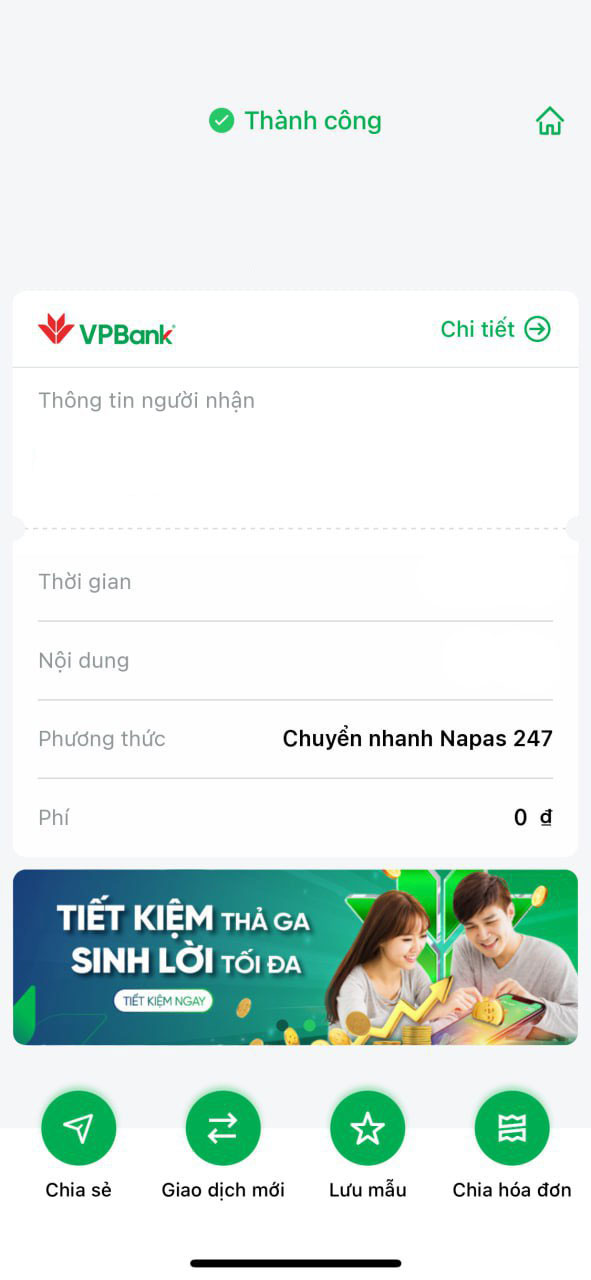 Thành công
VPBank
Chi tiết
Thông tin người nhận
Thời gian
Nội dung
Phương thức
Chuyển nhanh Napas 247
Phí
0 ₫
TIẾT KIỆM THẢ GA
SINH LỜI TỐI ĐA
TIẾT KIỆM NGAY
Chia sẻ
Giao dịch mới
Lưu mẫu
Chia hóa đơn